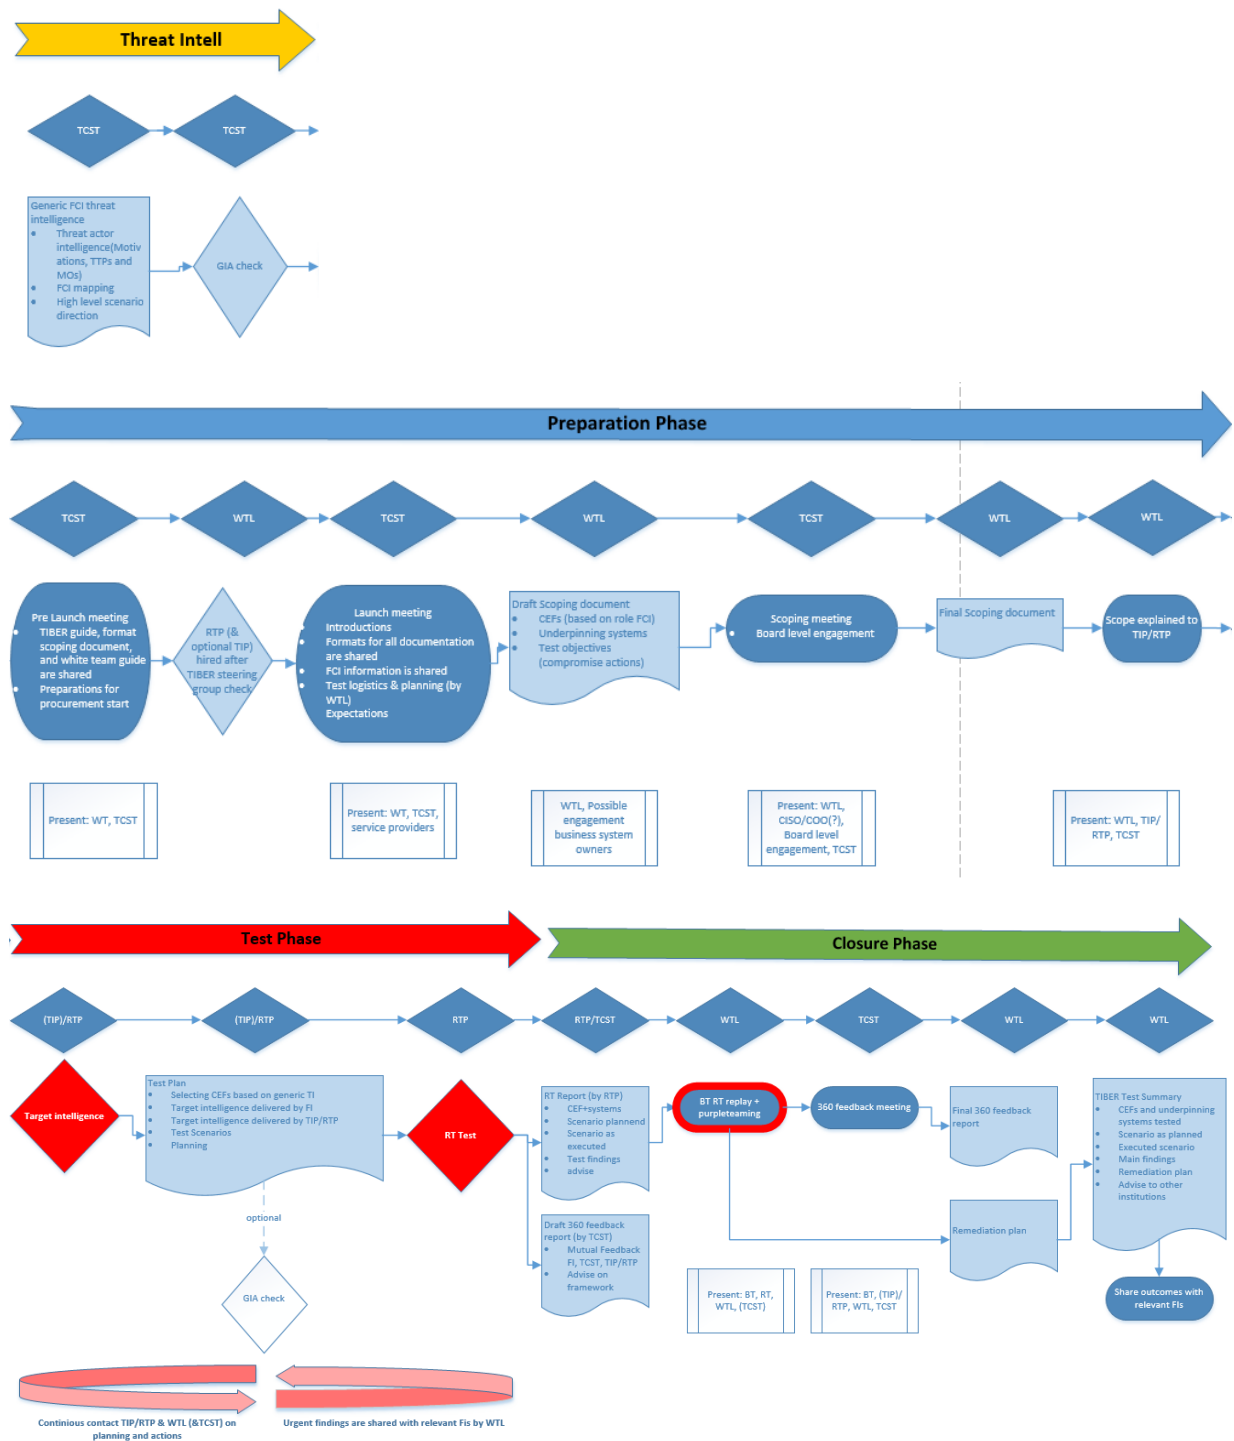 Threat Intell
TCST
TCST
Generic FCI threat
intelligence
• Threat actor
intelligence(Motiv
ations, TTPs and
MOs)
• FCI mapping
• High level scenario
direction
GIA check
Preparation Phase
TCST
WTL
TCST
WTL
TCST
WTL
WTL
Pre Launch meeting
• TIBER guide, format
scoping document,
and white team guide
are shared
• Preparations for
procurement start
RTP (&
optional TIP)
hired after
TIBER steering
group check
Launch meeting
Introductions
• Formats for all documentation
are shared
• FCI information is shared
• Test logistics & planning (by
WTL)
Expectations
Draft Scoping document
• CEFs (based on role FCI)
• Underpinning systems
• Test objectives
(compromise actions)
Scoping meeting
• Board level engagement
Final Scoping document
Scope explained to
TIP/RTP
Present: WT, TCST
Present: WT, TCST,
service providers
WTL, Possible
engagement
business system
owners
Present: WTL,
CISO/COO(?),
Board level
engagement, TCST
Present: WTL, TIP/
RTP, TCST
Test Phase
Closure Phase
(TIP)/RTP
(TIP)/RTP
RTP
RTP/TCST
WTL
TCST
WTL
WTL
Target intelligence
Test Plan
• Selecting CEFs based on generic TI
• Target intelligence delivered by FI
• Target intelligence delivered by TIP/RTP
• Test Scenarios
• Planning
optional
GIA check
RT Test
RT Report (by RTP)
• CEF+systems
• Scenario plannend
• Scenario as
executed
• Test findings
• advise
Draft 360 feedback
report (by TCST)
• Mutual Feedback
FI, TCST, TIP/RTP
• Advise on
framework
BT RT replay +
purpleteaming
360 feedback meeting
Final 360 feedback
report
Remediation plan
TIBER Test Summary
• CEFs and underpinning
systems tested
• Scenario as planned
• Executed scenario
• Main findings
• Remediation plan
• Advise to other
institutions
Present: BT, RT,
WTL, (TCST)
Present: BT, (TIP)/
RTP, WTL, TCST
Share outcomes with
relevant FIs
Continious contact TIP/RTP & WTL (&TCST) on
planning and actions
Urgent findings are shared with relevant Fis by WTL